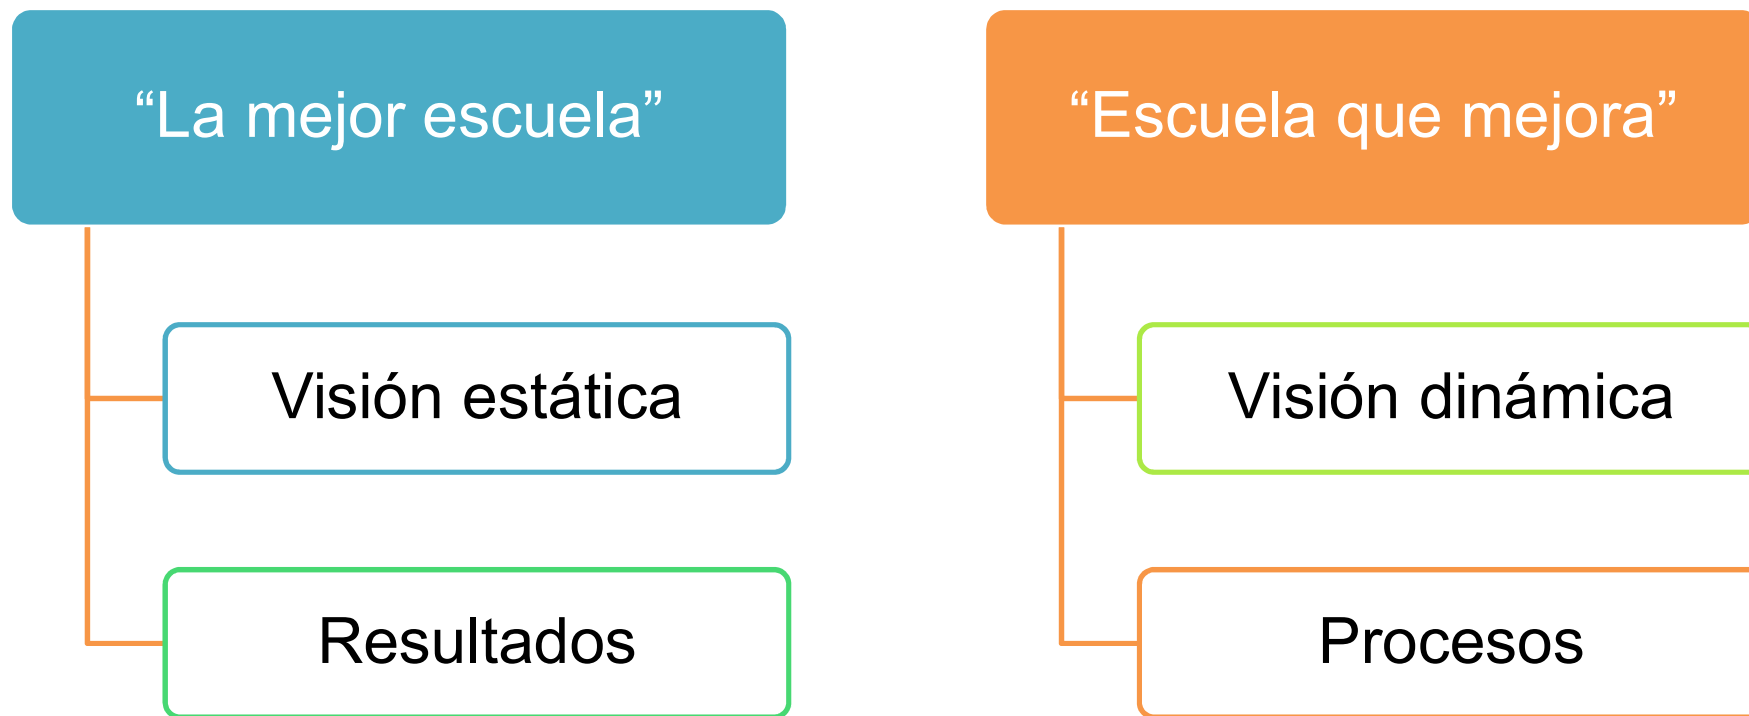 “La mejor escuela”
Visión estática
Resultados
“Escuela que mejora”
Visión dinámica
Procesos